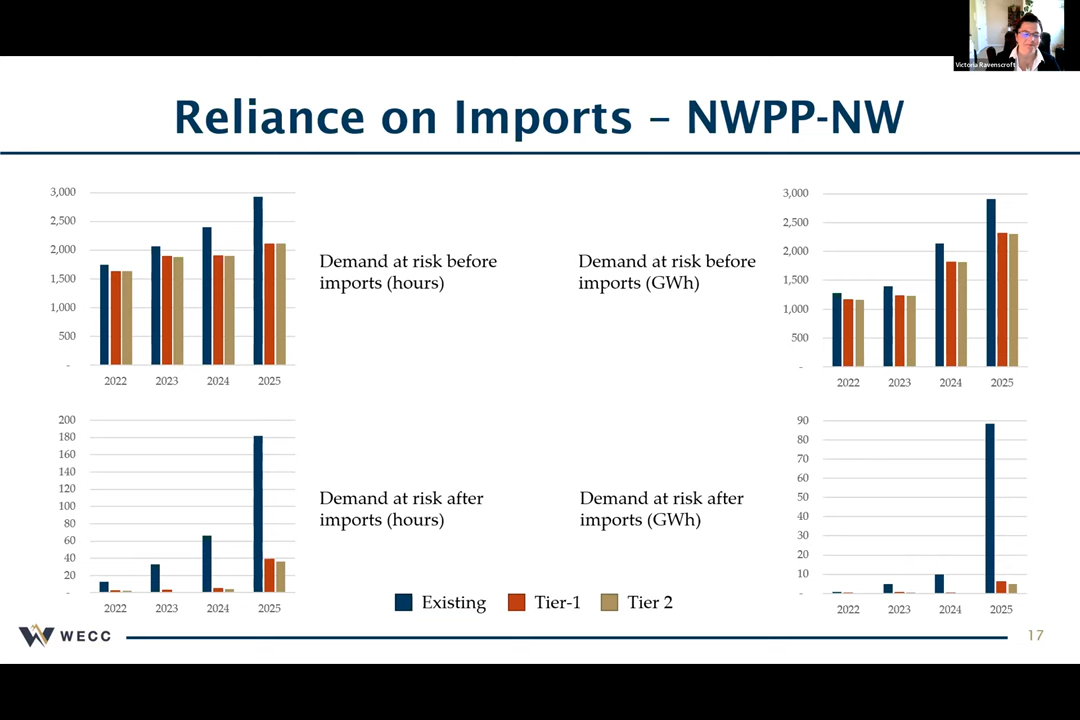 Victoria Ravenscroft
Reliance on Imports – NWPP-NW
3,000
2,500
2,000
1,500
1,000
500
-
2022 2023 2024 2025
Demand at risk before
imports (hours)
Demand at risk before
imports (GWh)
3,000
2,500
2,000
1,500
1,000
500
-
2022 2023 2024 2025
200
180
160
140
120
100
80
60
40
20
-
2022 2023 2024 2025
Demand at risk after
imports (hours)
Demand at risk after
imports (GWh)
90
80
70
60
50
40
30
20
10
-
2022 2023 2024 2025
Existing Tier-1 Tier 2
WECC
17